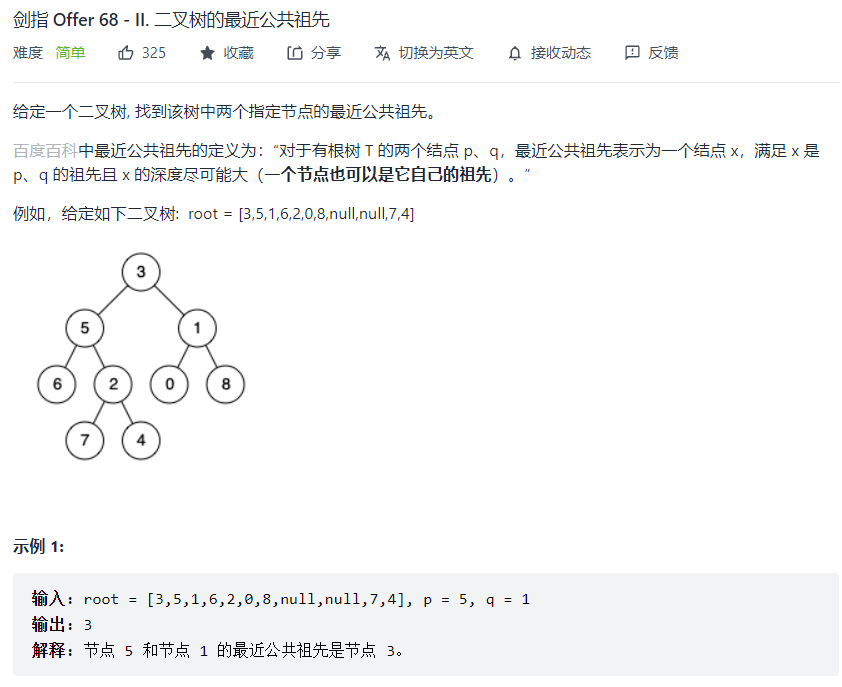 剑指 Offer 68 - II. 二叉树的最近公共祖先
难度 简单 325 收藏 分享 切换为英文 接收动态 反馈
给定一个二叉树, 找到该树中两个指定节点的最近公共祖先。
百度百科中最近公共祖先的定义为：“对于有根树 T 的两个结点 p、q，最近公共祖先表示为一个结点 x，满足 x 是
p、q 的祖先且 x 的深度尽可能大（一个节点也可以是它自己的祖先）。”
例如，给定如下二叉树: root = [3,5,1,6,2,0,8,null,null,7,4]
3
5 1
6 2 0 8
7 4
示例 1:
输入: root = [3,5,1,6,2,0,8,null,null,7,4], p = 5, q = 1
输出: 3
解释: 节点 5 和节点 1 的最近公共祖先是节点 3。